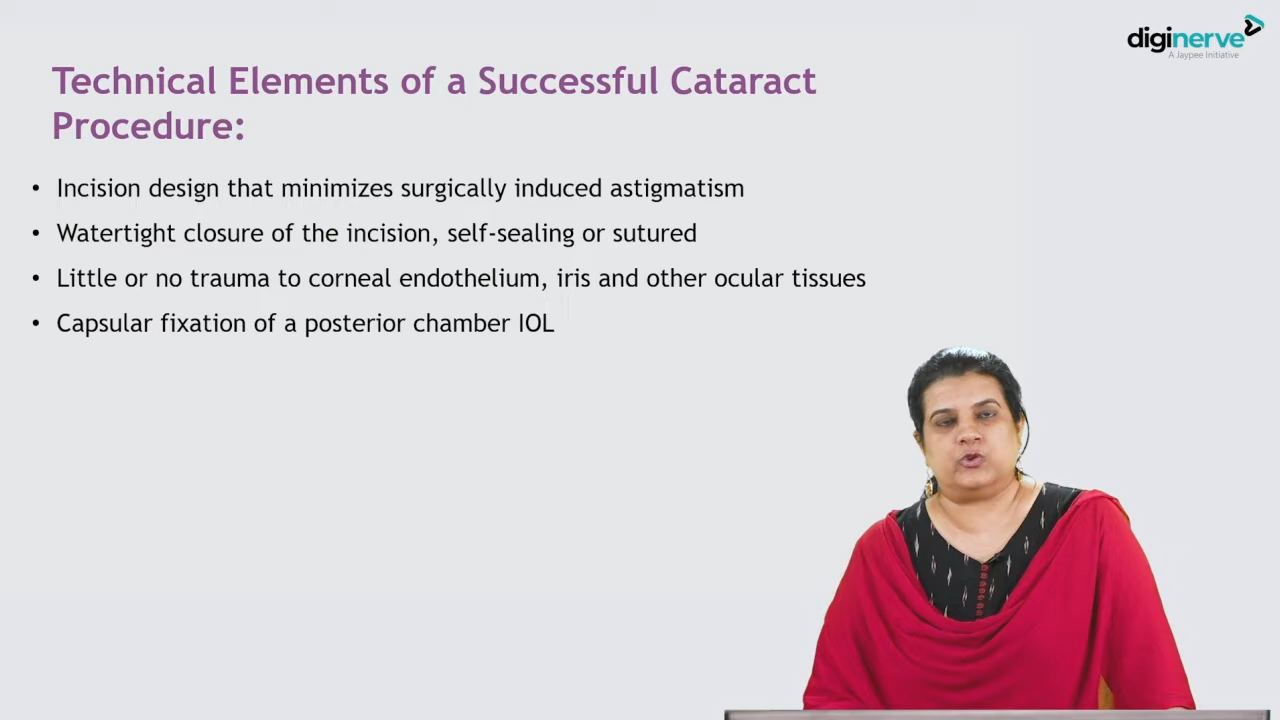 diginerve
A Jaypee Initiative
Technical Elements of a Successful Cataract
Procedure:
• Incision design that minimizes surgically induced astigmatism
• Watertight closure of the incision, self-sealing or sutured
• Little or no trauma to corneal endothelium, iris and other ocular tissues
• Capsular fixation of a posterior chamber IOL